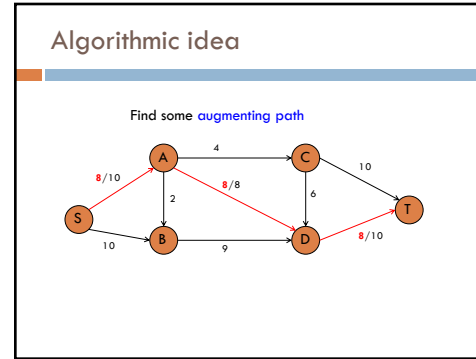 Algorithmic idea
Find some augmenting path
A
4
C
8/10
2
8/8
6
10
S
T
10
B
9
D
8/10